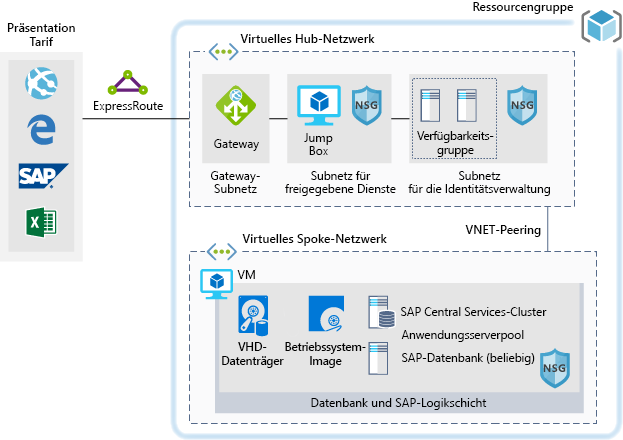 Präsentation
Tarif
Ressourcengruppe
Virtuelles Hub-Netzwerk
SAP
ExpressRoute
Gateway
Jump
Box
NSG
Verfügbarkeits-
gruppe
NSG
Gateway-
Subnetz
Subnetz für
freigegebene Dienste
Subnetz
für die Identitätsverwaltung
VNET-Peering
Virtuelles Spoke-Netzwerk
VM
VHD-
Datenträger
Betriebssystem-
Image
SAP Central Services-Cluster
Anwendungsserverpool
SAP-Datenbank (beliebig)
NSG
Datenbank und SAP-Logikschicht